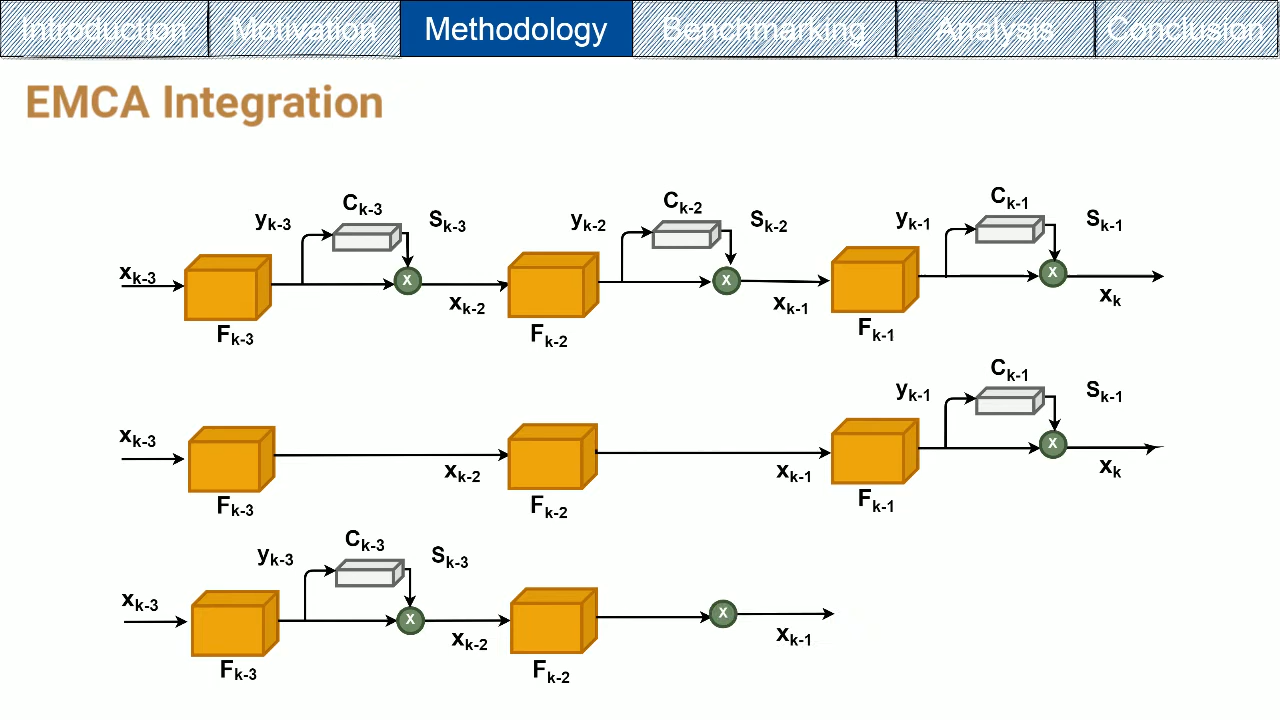 Introduction Motivation Methodology Benchmarking Analysis Conclusion
EMCA Integration
yk-3 Ck-3 Sk-3 yk-2 Ck-2 Sk-2 yk-1 Ck-1 Sk-1
xk-3 X xk-2 X xk-1 X xk
Fk-3 Fk-2 Fk-1
yk-1 Ck-1 Sk-1
xk-3 xk-2 xk-1 X xk
Fk-3 Fk-2 Fk-1
yk-3 Ck-3 Sk-3
xk-3 X xk-2 X xk-1
Fk-3 Fk-2